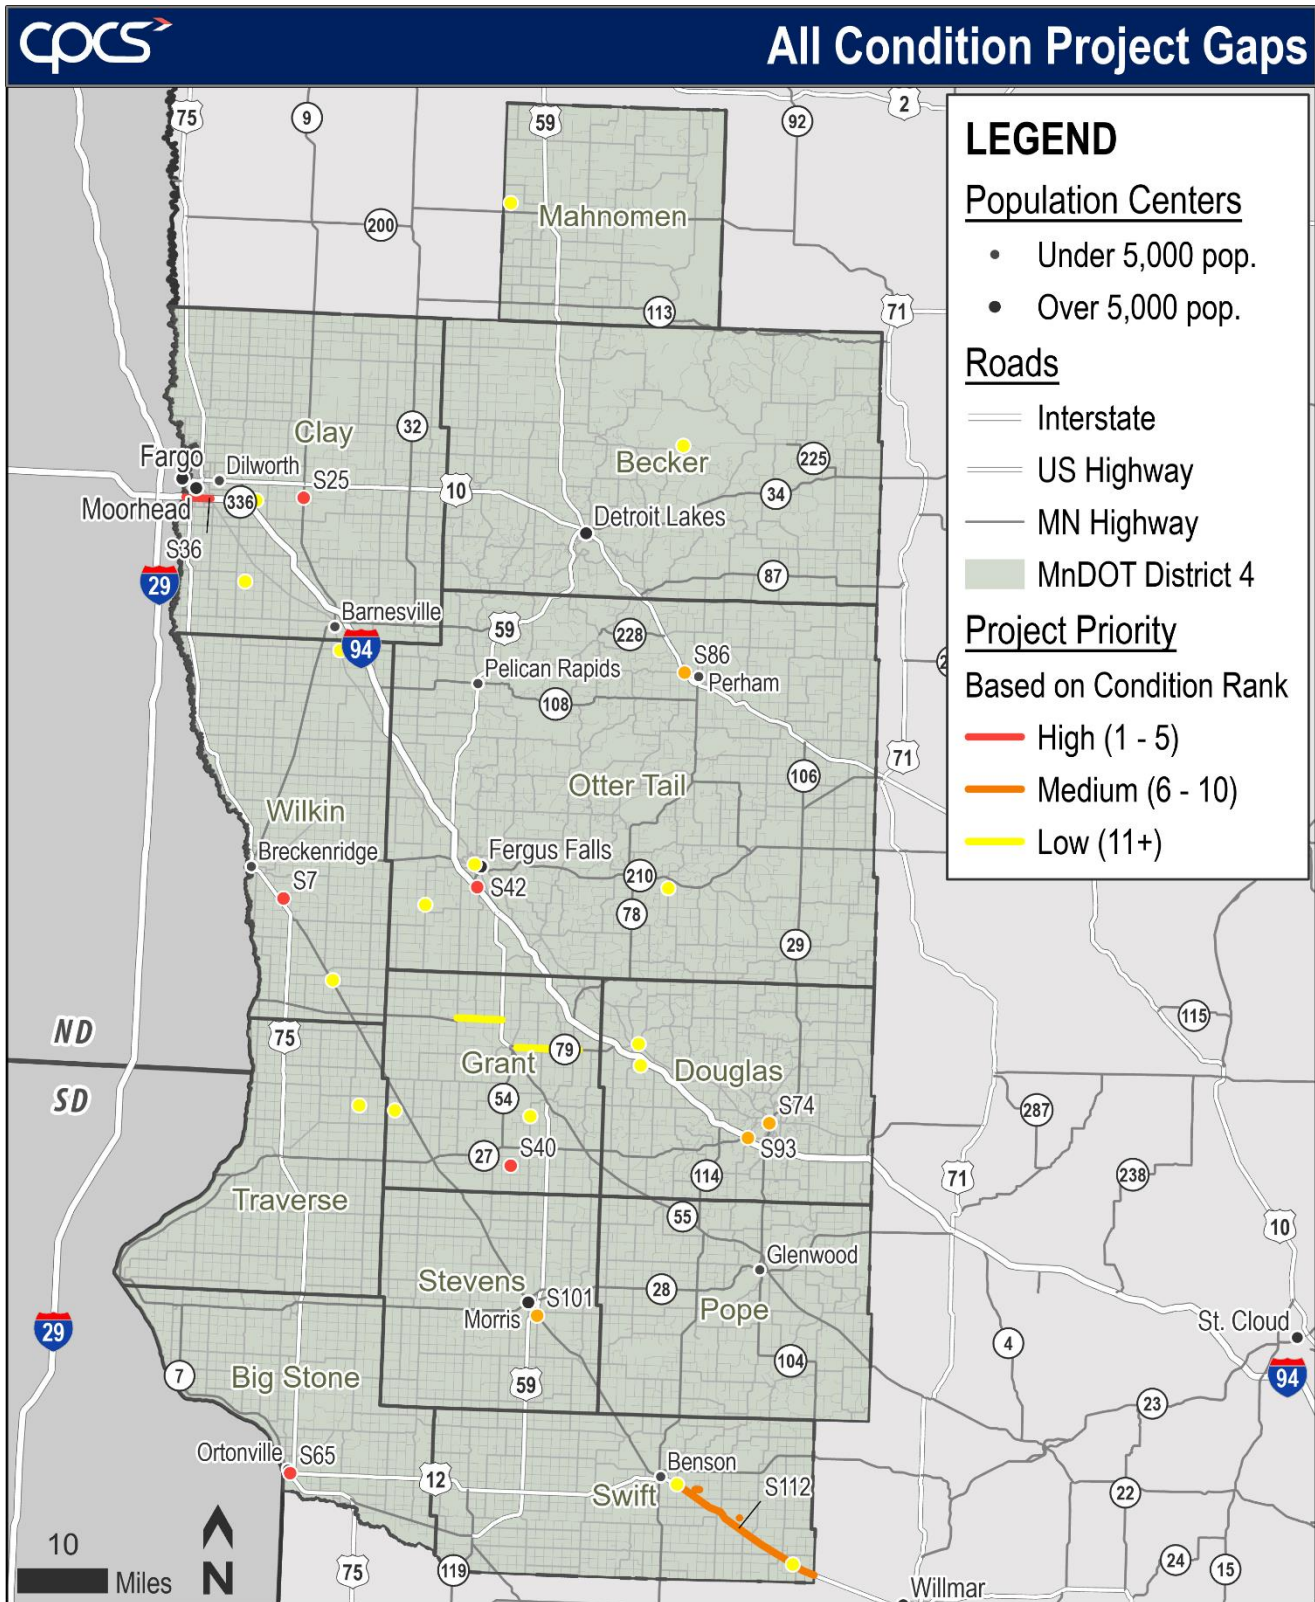 cpcs
All Condition Project Gaps
LEGEND
Population Centers
Under 5,000 pop.
Over 5,000 pop.
Roads
Interstate
US Highway
MN Highway
MnDOT District 4
Project Priority
Based on Condition Rank
High (1 - 5)
Medium (6 - 10)
Low (11+)
75
9
59
92
2
Mahnomen
200
113
71
Clay
32
Fargo
Dilworth
S25
Becker
225
10
34
336
Moorhead
Detroit Lakes
S36
29
87
Barnesville
59
228
94
S86
Pelican Rapids
Perham
108
71
106
Otter Tail
Wilkin
Breckenridge
Fergus Falls
S7
S42
210
78
29
ND
75
115
79
Grant
Douglas
SD
54
287
S74
27
S40
S93
114
71
238
Traverse
55
10
Glenwood
Stevens
S101
28
Pope
Morris
29
St. Cloud
4
104
7
Big Stone
59
94
23
Ortonville
S65
12
Benson
S112
Swift
22
10
Miles
N
75
119
24
15
Willmar